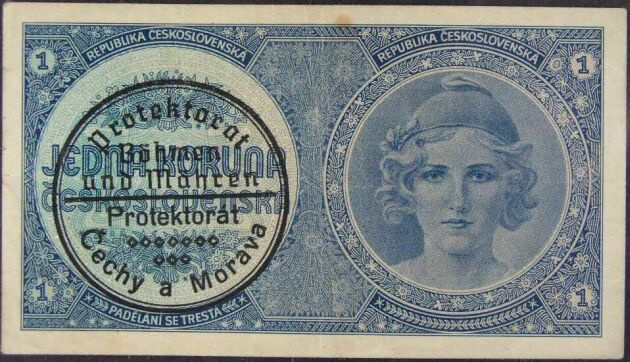 REPUBLIKA ČESKOSLOVENSKÁ
REPUBLIKA ČESKOSLOVENSKÁ
1
1
Protektorat
Böhmen
JEDNA KORUNA
und Mähren
ČESKOSLOVENSKÁ
Protektorát
Čechy a Morava
1
1
PADĚLÁNÍ SE TRESTÁ